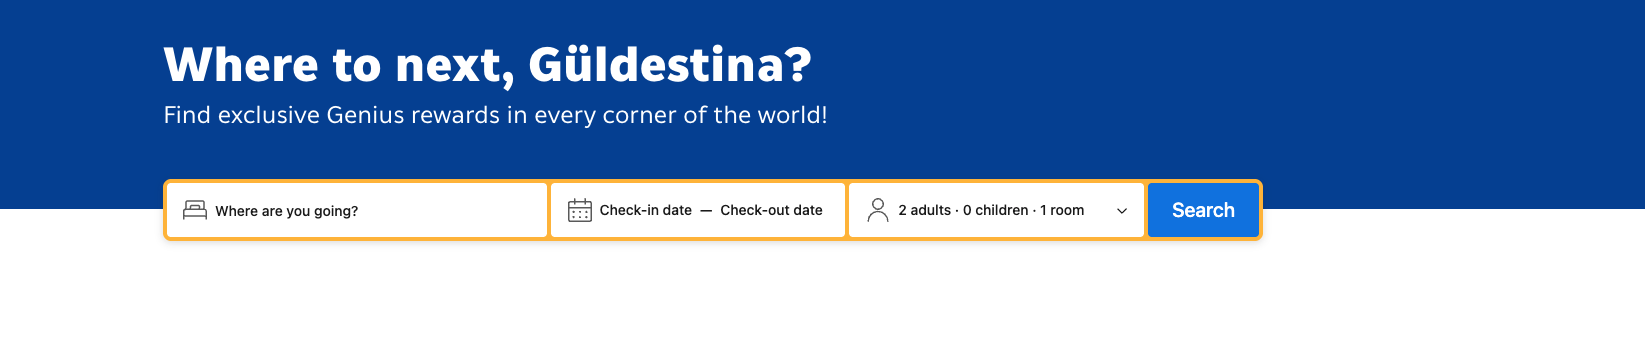 Where to next, Güldestina?
Find exclusive Genius rewards in every corner of the world!
Where are you going?
Check-in date — Check-out date
2 adults · 0 children · 1 room
Search